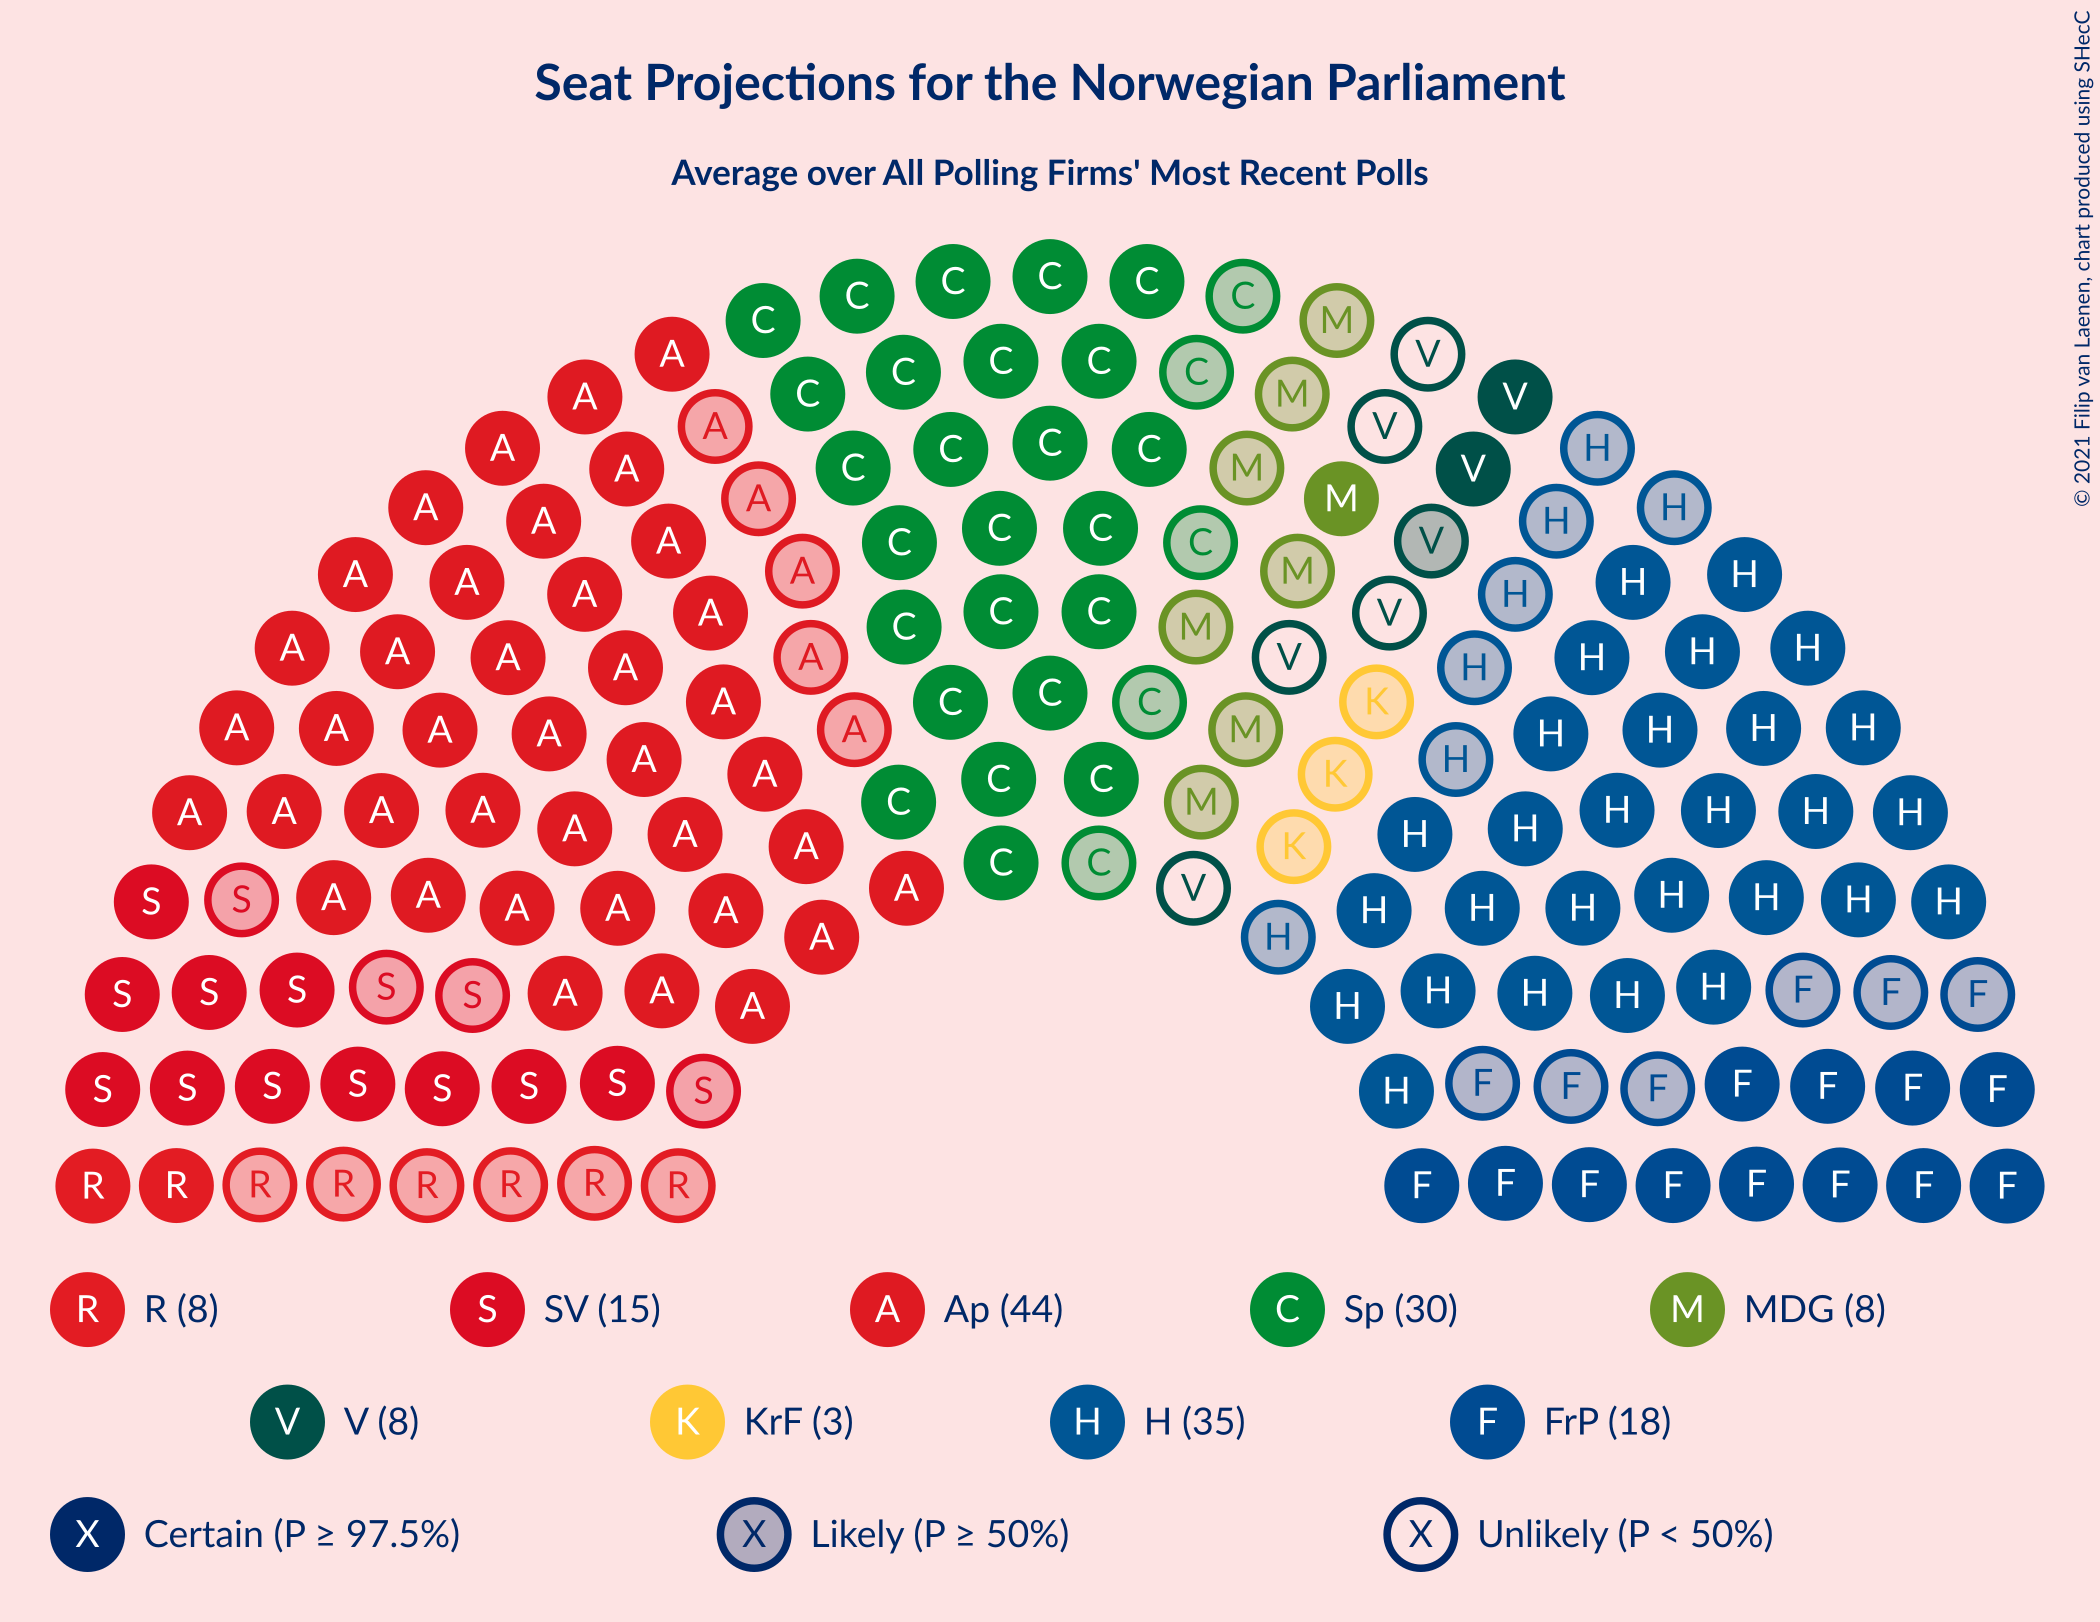 Seat Projections for the Norwegian Parliament
Average over All Polling Firms' Most Recent Polls
© 2021 Filip van Laenen, chart produced using SHecC
C C C C C C M
A C V V
A C C C C M V H
A A A C C C C M V H
A A A C M V H H
A A A C C C C M V H H H
A A A A C C C M V H H H
A A A A A C C C M K H H H H
A A A A A A A C C C M K H H H H H
A A A A A A A A C C V K H H H H H H
S S A A A A A A H H H H H H H H
S S S S S A A A H H H H H F F F
S S S S S S S S H F F F F F F F
R R R R R R R R F F F F F F F F
R R (8) S SV (15) A Ap (44) C Sp (30) M MDG (8)
V V (8) K KrF (3) H H (35) F FrP (18)
X Certain (P ≥ 97.5%) X Likely (P ≥ 50%) X Unlikely (P < 50%)